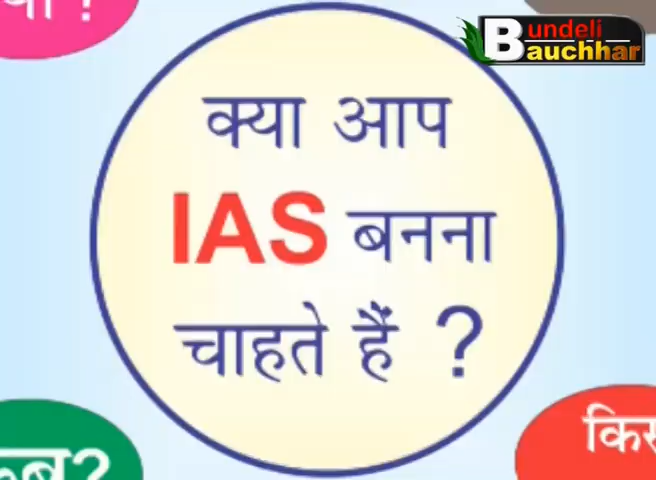 Bundeli
Bauchhar
क्या आप
IAS बनना
चाहते हैं ?